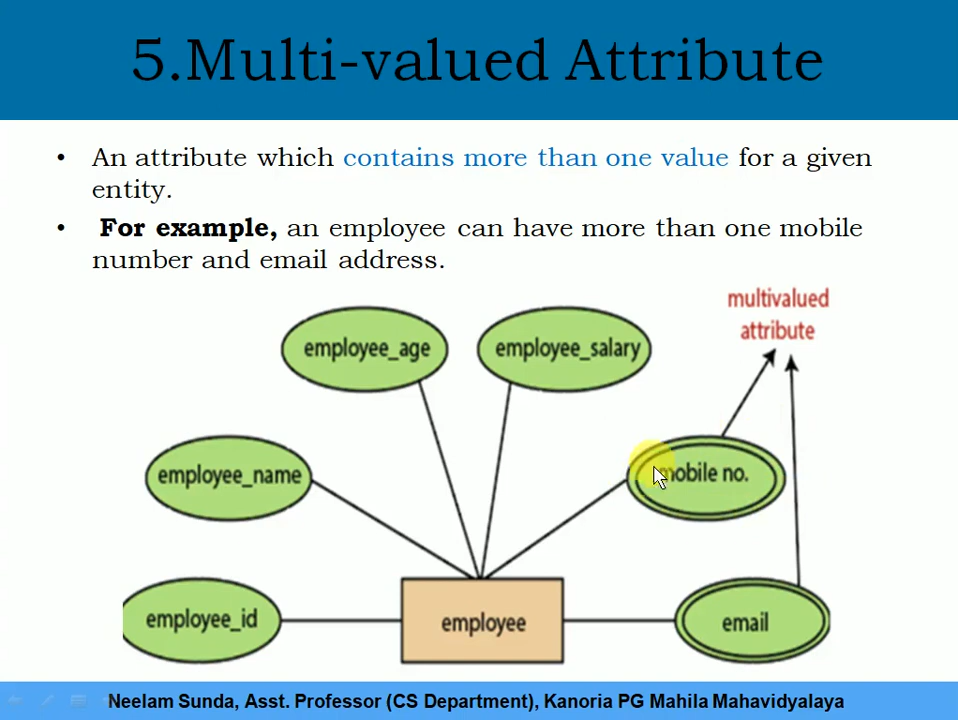 5.Multi-valued Attribute
• An attribute which contains more than one value for a given
entity.
• For example, an employee can have more than one mobile
number and email address.
multivalued
attribute
employee_age
employee_salary
employee_name
mobile no.
employee_id
employee
email
Neelam Sunda, Asst. Professor (CS Department), Kanoria PG Mahila Mahavidyalaya